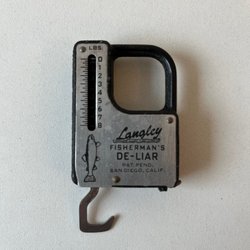 LBS.
0
1
2
3
4
5
6
7
8
Langley
FISHERMAN'S
DE-LIAR
PAT. PEND.
SAN DIEGO, CALIF.